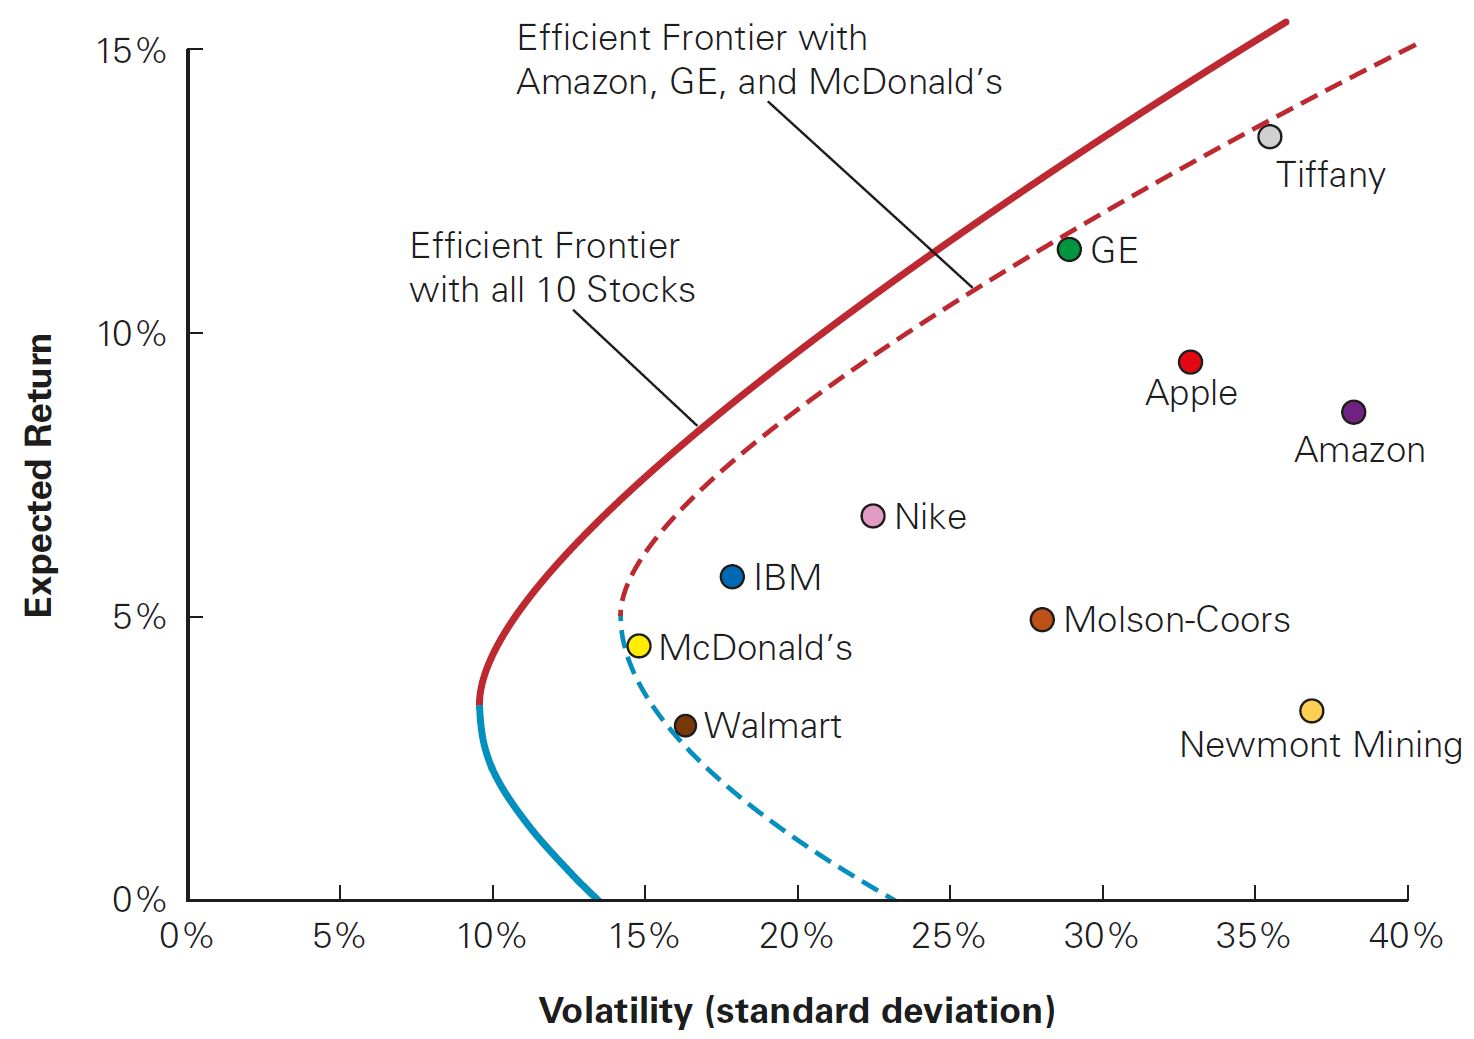 Efficient Frontier with
Amazon, GE, and McDonald's
15%
Tiffany
Efficient Frontier
with all 10 Stocks
GE
10%
Apple
Amazon
Nike
IBM
5%
Molson-Coors
McDonald's
Walmart
Newmont Mining
0%
Expected Return
0%
5%
10%
15%
20%
25%
30%
35%
40%
Volatility (standard deviation)